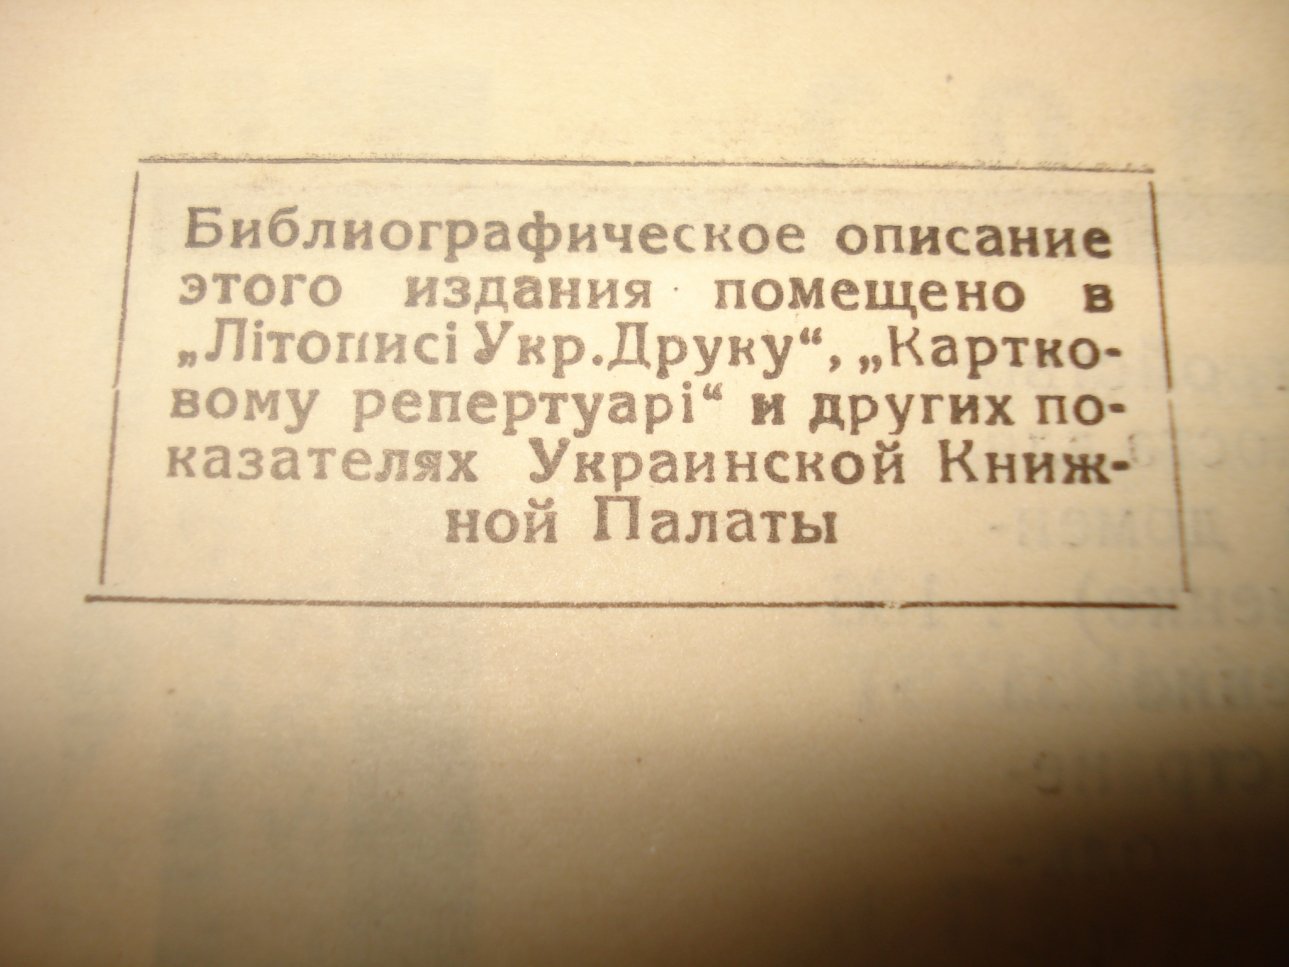 Библиографическое описание
этого издания помещено в
„Літописі Укр. Друку“, „Картко-
вому репертуарі“ и других по-
казателях Украинской Книж-
ной Палаты